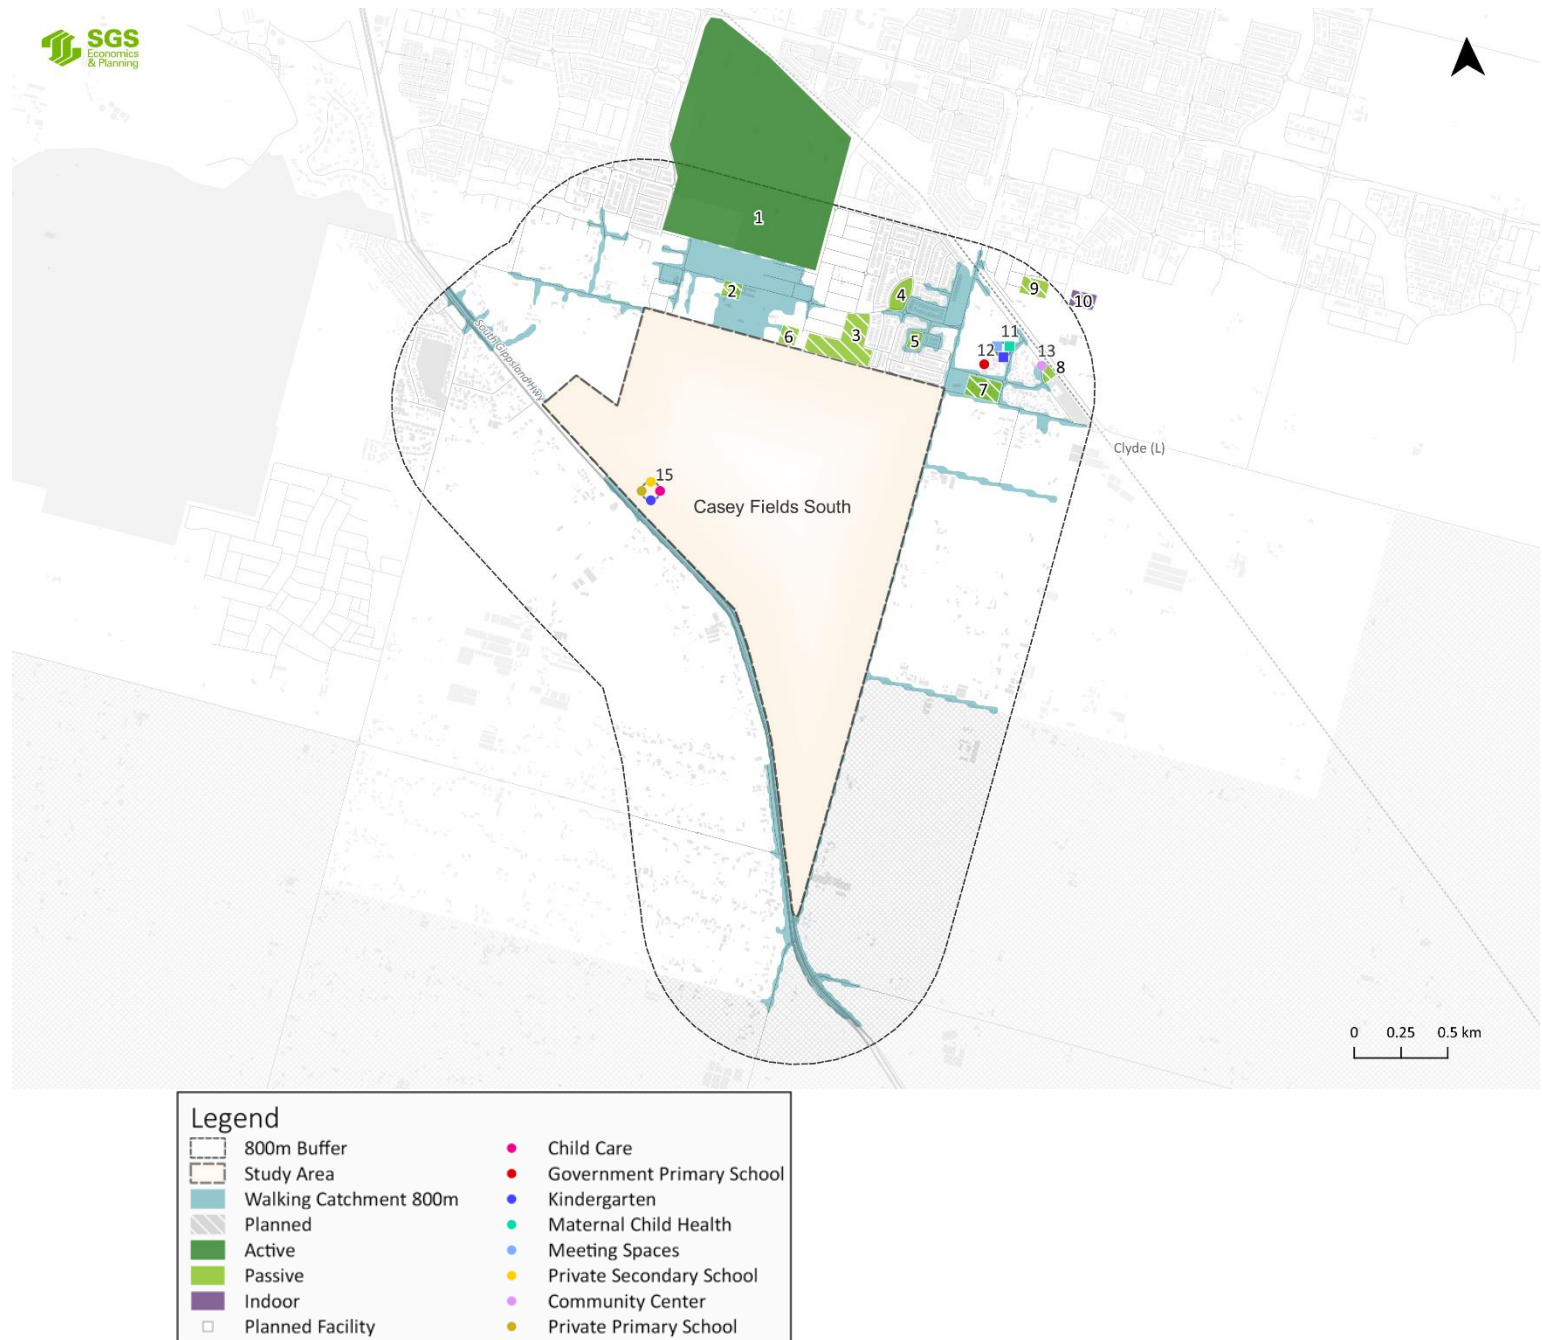 SGS
Economics
& Planning
1
2
3
4
5
6
7
8
9
10
11
12
13
South Gippsland Hwy
Clyde (L)
15
Casey Fields South
0 0.25 0.5 km
Legend
800m Buffer
Study Area
Walking Catchment 800m
Planned
Active
Passive
Indoor
Planned Facility
Child Care
Government Primary School
Kindergarten
Maternal Child Health
Meeting Spaces
Private Secondary School
Community Center
Private Primary School